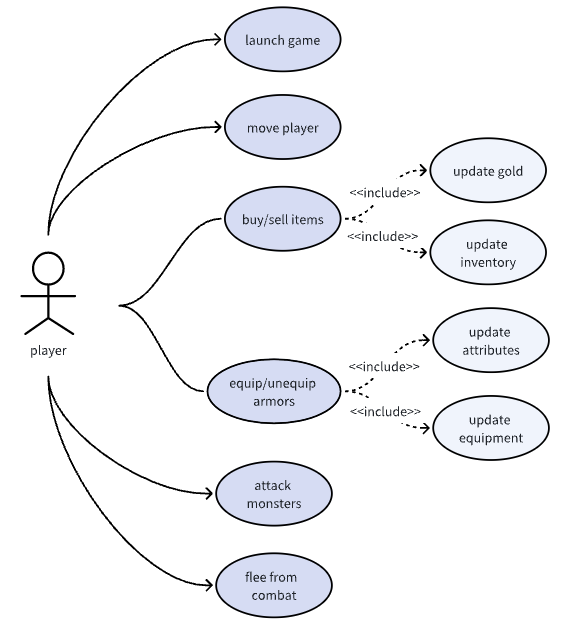 launch game
move player
buy/sell items
<<include>>
update gold
<<include>>
update
inventory
player
equip/unequip
armors
<<include>>
update
attributes
<<include>>
update
equipment
attack
monsters
flee from
combat